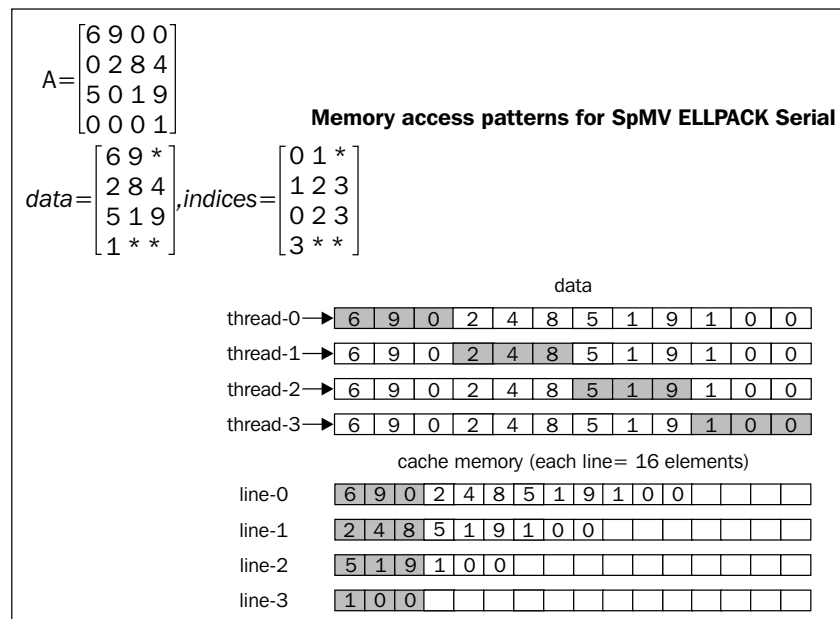 A=
6 9 0 0
0 2 8 4
5 0 1 9
0 0 0 1
Memory access patterns for SpMV ELLPACK Serial
data=
6 9 *
2 8 4
5 1 9
1 * *
,indices=
0 1 *
1 2 3
0 2 3
3 * *
data
thread-0 6 9 0 2 4 8 5 1 9 1 0 0
thread-1 6 9 0 2 4 8 5 1 9 1 0 0
thread-2 6 9 0 2 4 8 5 1 9 1 0 0
thread-3 6 9 0 2 4 8 5 1 9 1 0 0
cache memory (each line= 16 elements)
line-0 6 9 0 2 4 8 5 1 9 1 0 0
line-1 2 4 8 5 1 9 1 0 0
line-2 5 1 9 1 0 0
line-3 1 0 0